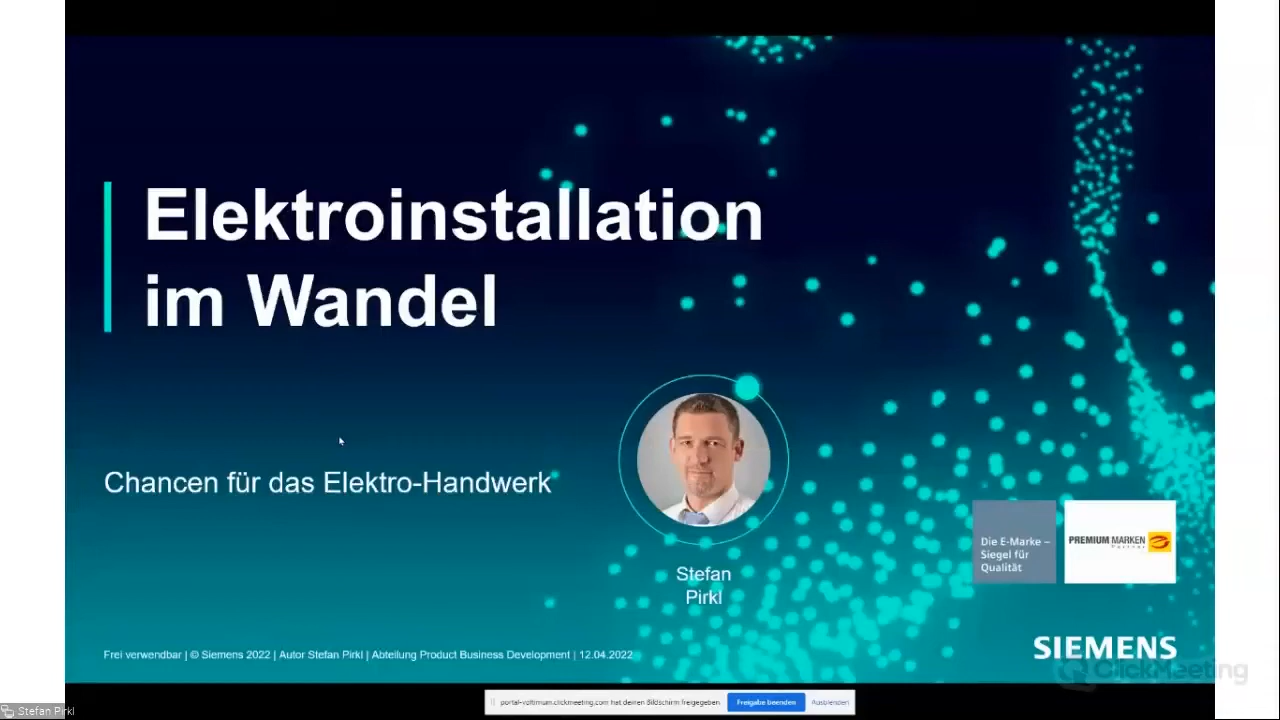 Elektroinstallation
im Wandel
Chancen für das Elektro-Handwerk
Stefan
Pirkl
Die E-Marke –
Siegel für
Qualität
PREMIUM MARKEN
Partner
SIEMENS
Frei verwendbar | © Siemens 2022 | Autor Stefan Pirkl | Abteilung Product Business Development | 12.04.2022
ClickMeeting
portal-voltimum.clickmeeting.com hat deinen Bildschirm freigegeben.
Freigabe beenden
Ausblenden
Stefan Pirkl